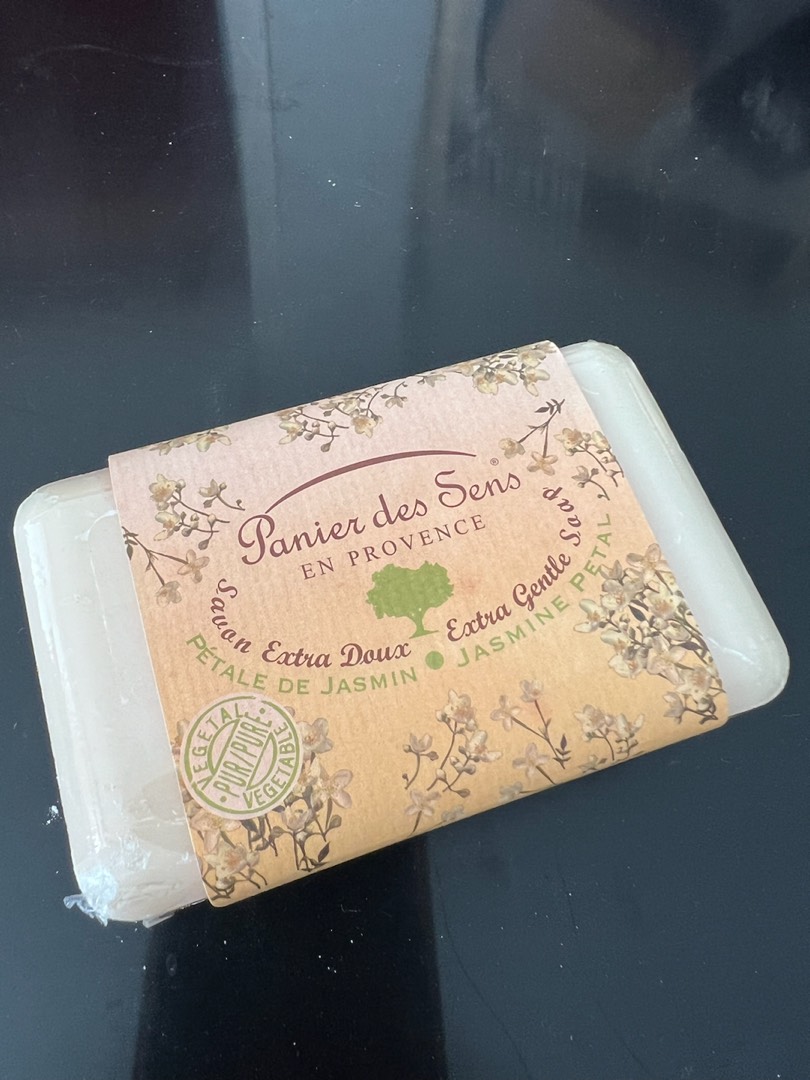 Panier des Sens®
EN PROVENCE
Savon Extra Doux
Extra Gentle Soap
PÉTALE DE JASMIN • JASMINE PETAL
VEGETAL
PUR/PURE
VEGETABLE